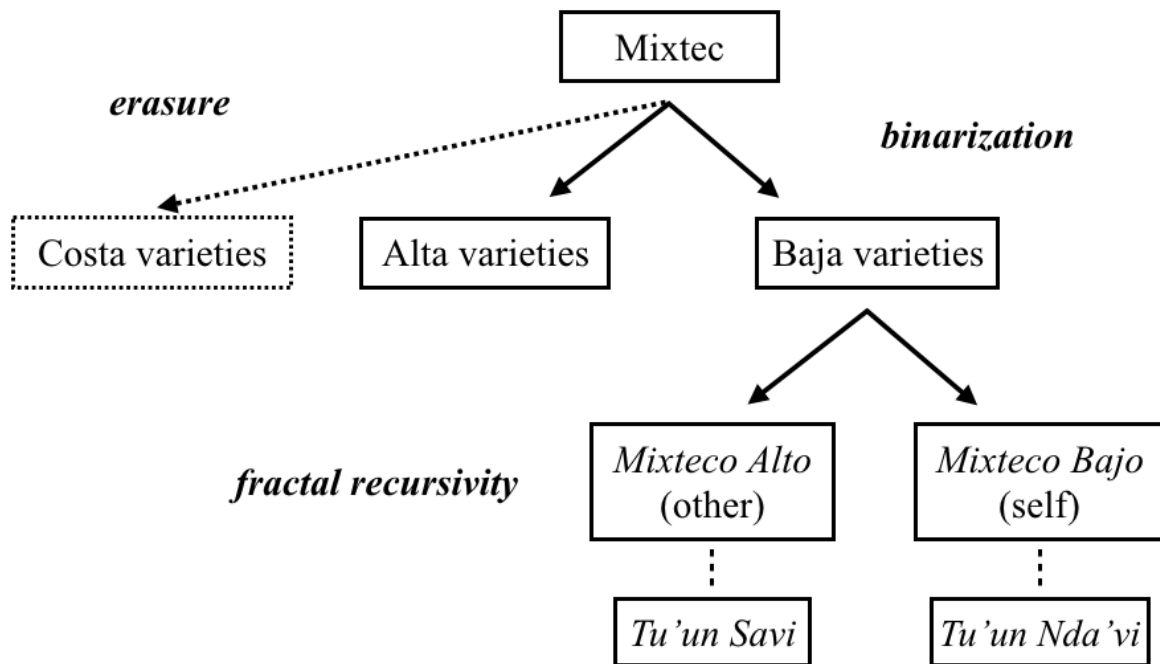 Mixtec
erasure
binarization
Costa varieties
Alta varieties
Baja varieties
fractal recursivity
Mixteco Alto
(other)
Mixteco Bajo
(self)
Tu’un Savi
Tu’un Nda’vi